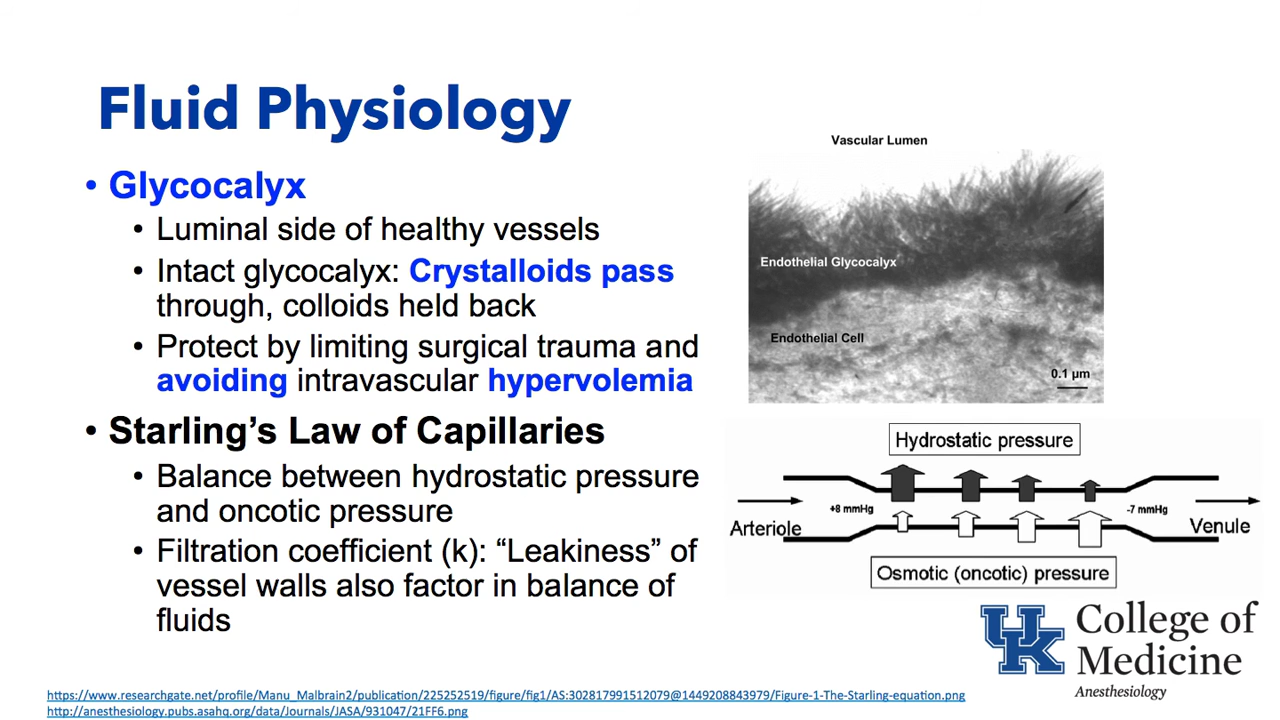 Fluid Physiology
• Glycocalyx
• Luminal side of healthy vessels
• Intact glycocalyx: Crystalloids pass
through, colloids held back
• Protect by limiting surgical trauma and
avoiding intravascular hypervolemia
• Starling’s Law of Capillaries
• Balance between hydrostatic pressure
and oncotic pressure
• Filtration coefficient (k): “Leakiness” of
vessel walls also factor in balance of
fluids
Vascular Lumen
Endothelial Glycocalyx
Endothelial Cell
0.1 µm
Hydrostatic pressure
+8 mmHg
-7 mmHg
Arteriole
Venule
Osmotic (oncotic) pressure
UK
College of
Medicine
Anesthesiology
https://www.researchgate.net/profile/Manu_Malbrain2/publication/225252519/figure/fig1/AS:302817991512079@1449208843979/Figure-1-The-Starling-equation.png
http://anesthesiology.pubs.asahq.org/data/Journals/JASA/931047/21FF6.png